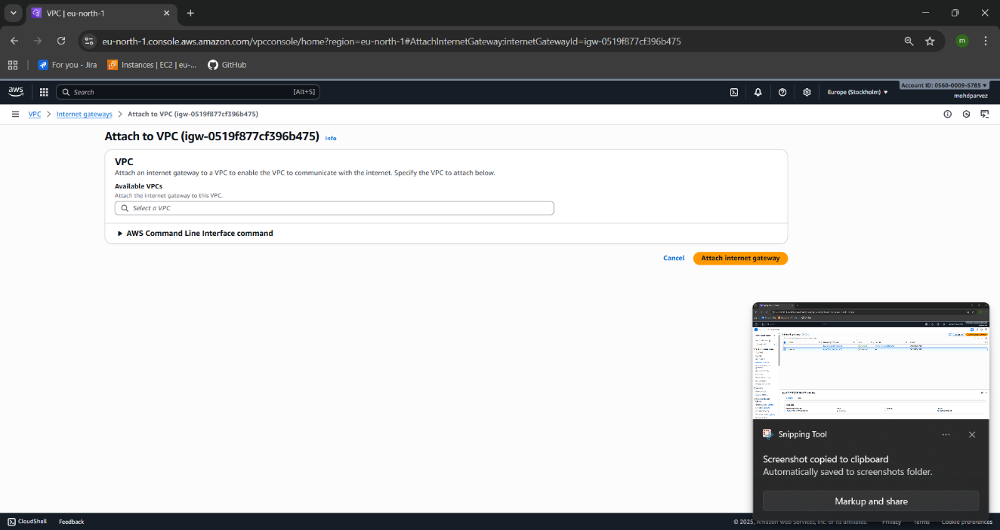 VPC | eu-north-1
eu-north-1.console.aws.amazon.com/vpcconsole/home?region=eu-north-1#AttachInternetGateway:internetGatewayId=igw-0519f877cf396b475
m
For you - Jira
Instances | EC2 | eu-...
GitHub
aws
Search
[Alt+S]
Europe (Stockholm)
Account ID: 0560-0009-5785
mohdparvez
VPC
Internet gateways
Attach to VPC (igw-0519f877cf396b475)
Attach to VPC (igw-0519f877cf396b475)
Info
VPC
Attach an internet gateway to a VPC to enable the VPC to communicate with the internet. Specify the VPC to attach below.
Available VPCs
Attach the internet gateway to this VPC.
Select a VPC
AWS Command Line Interface command
Cancel
Attach internet gateway
Snipping Tool
Screenshot copied to clipboard
Automatically saved to screenshots folder.
Markup and share
CloudShell
Feedback
© 2025, Amazon Web Services, Inc. or its affiliates.
Privacy
Terms
Cookie preferences